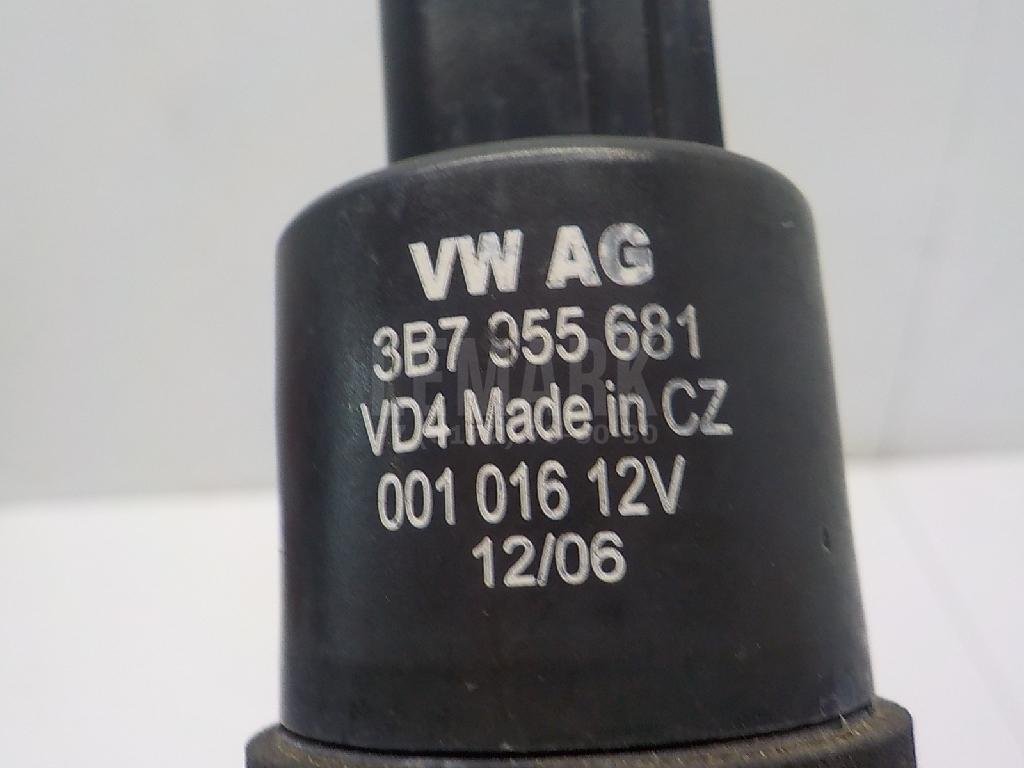 VW AG
3B7 955 681
VD4 Made in CZ
001 016 12V
12/06